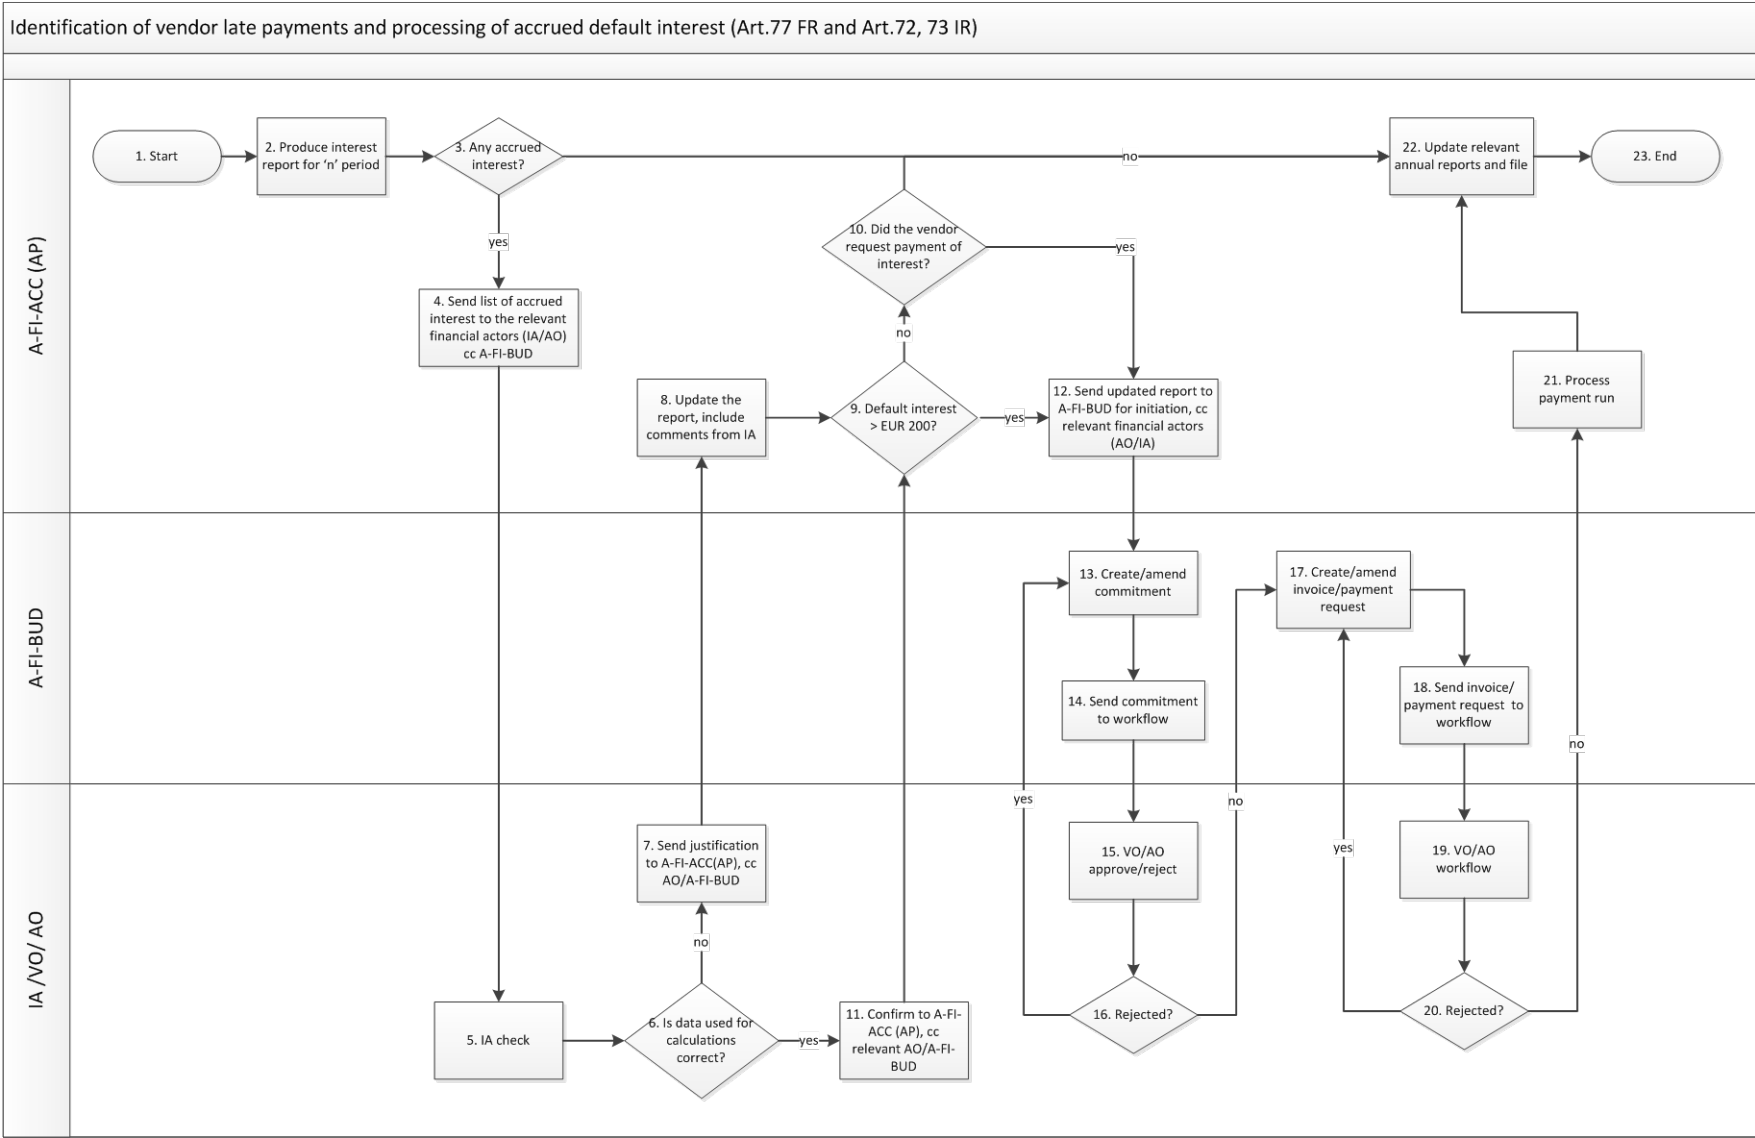 Identification of vendor late payments and processing of accrued default interest (Art.77 FR and Art.72, 73 IR)
A-FI-ACC (AP)
1. Start
2. Produce interest
report for ‘n’ period
3. Any accrued
interest?
no
22. Update relevant
annual reports and file
23. End
yes
10. Did the vendor
request payment of
interest?
yes
4. Send list of accrued
interest to the relevant
financial actors (IA/AO)
cc A-FI-BUD
no
8. Update the
report, include
comments from IA
9. Default interest
> EUR 200?
yes
12. Send updated report to
A-FI-BUD for initiation, cc
relevant financial actors
(AO/IA)
21. Process
payment run
A-FI-BUD
13. Create/amend
commitment
17. Create/amend
invoice/payment
request
14. Send commitment
to workflow
18. Send invoice/
payment request  to
workflow
no
IA /VO/ AO
yes
no
7. Send justification
to A-FI-ACC(AP), cc
AO/A-FI-BUD
15. VO/AO
approve/reject
yes
19. VO/AO
workflow
no
5. IA check
6. Is data used for
calculations
correct?
yes
11. Confirm to A-FI-
ACC (AP), cc
relevant AO/A-FI-
BUD
16. Rejected?
20. Rejected?